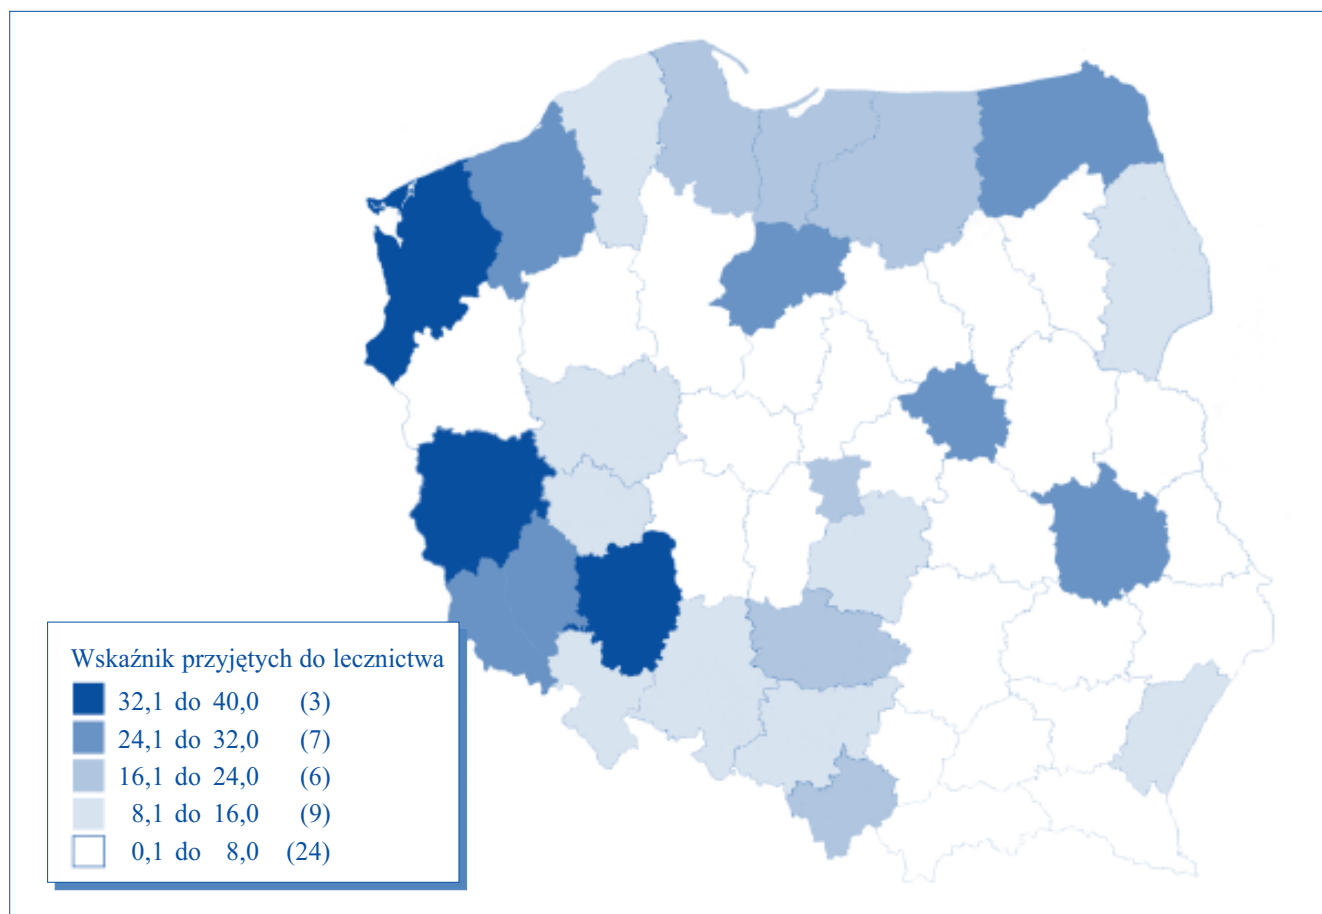 Wskaźnik przyjętych do lecznictwa
32,1 do 40,0 (3)
24,1 do 32,0 (7)
16,1 do 24,0 (6)
8,1 do 16,0 (9)
0,1 do 8,0 (24)